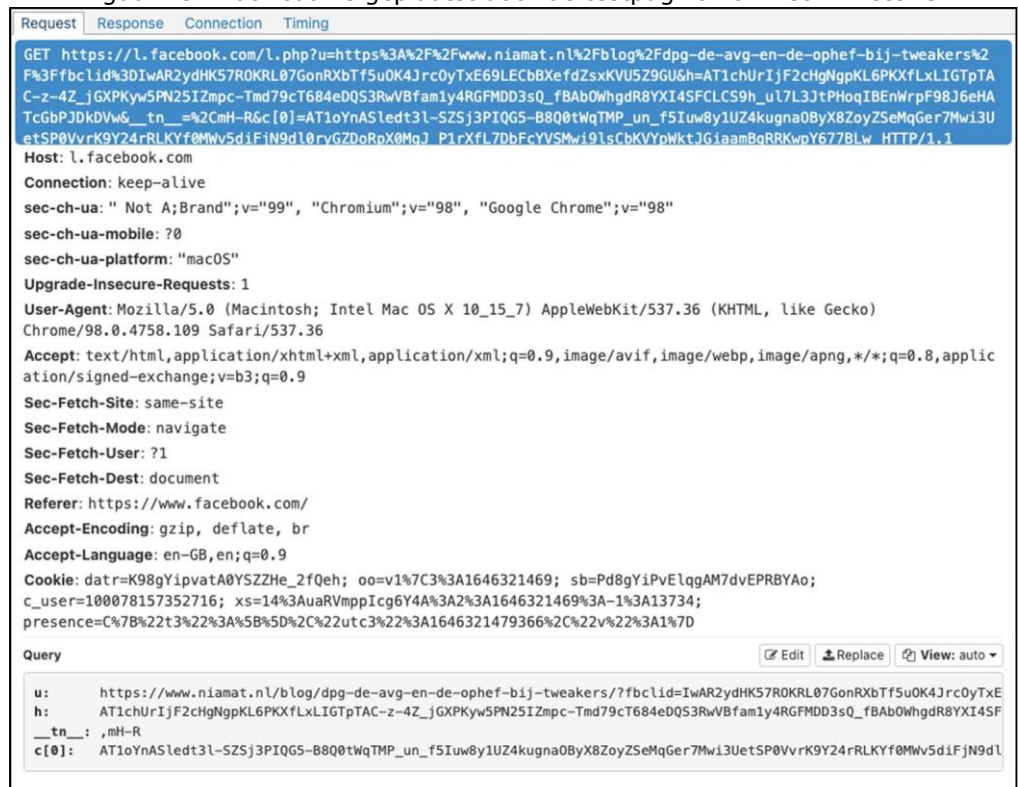 Request Response Connection Timing
GET https://l.facebook.com/l.php?u=https%3A%2F%2Fwww.niamat.nl%2Fblog%2Fdpg-de-avg-en-de-ophef-bij-tweakers%2
F%3Ffbclid%3DIwAR2ydHK57ROKRL07GonRXbTf5uOK4JrcOyTxE69LECbBXefdZsxKVU5Z9GU&h=AT1chUrIjF2cHgNgpKL6PKXfLxLIGTpTA
C-z-4Z_jGXPKyw5PN25IZmpc-Tmd79cT684eDQS3RwVBfam1y4RGFMDD3sQ_fBAbOWhgdR8YXI4SFCLCS9h_ul7L3JtPHoqIBEnWrpF98J6eHA
TcGbPJDkDVw&__tn__=%2CmH-R&c[0]=AT1oYnASledt3l-SZSj3PIQG5-B8Q0tWqTMP_un_f5Iuw8y1UZ4kugnaOByX8ZoyZSeMqGer7Mwi3U
etSP0VvrK9Y24rRLKYf0MWv5diFjN9dl0ryGZDoRpX0MgJ_P1rXfL7DbFcYVSMwi9lsCbKVYpWktJGiaamBqRRKwpY677BLw HTTP/1.1
Host: l.facebook.com
Connection: keep-alive
sec-ch-ua: " Not A;Brand";v="99", "Chromium";v="98", "Google Chrome";v="98"
sec-ch-ua-mobile: ?0
sec-ch-ua-platform: "macOS"
Upgrade-Insecure-Requests: 1
User-Agent: Mozilla/5.0 (Macintosh; Intel Mac OS X 10_15_7) AppleWebKit/537.36 (KHTML, like Gecko)
Chrome/98.0.4758.109 Safari/537.36
Accept: text/html,application/xhtml+xml,application/xml;q=0.9,image/avif,image/webp,image/apng,*/*;q=0.8,applic
ation/signed-exchange;v=b3;q=0.9
Sec-Fetch-Site: same-site
Sec-Fetch-Mode: navigate
Sec-Fetch-User: ?1
Sec-Fetch-Dest: document
Referer: https://www.facebook.com/
Accept-Encoding: gzip, deflate, br
Accept-Language: en-GB,en;q=0.9
Cookie: datr=K98gYipvatA0YSZZHe_2fQeh; oo=v1%7C3%3A1646321469; sb=Pd8gYiPvElqgAM7dvEPRBYAo;
c_user=100078157352716; xs=14%3AuaRVmppIcg6Y4A%3A2%3A1646321469%3A-1%3A13734;
presence=C%7B%22t3%22%3A%5B%5D%2C%22utc3%22%3A1646321479366%2C%22v%22%3A1%7D
Query Edit Replace View: auto
u: https://www.niamat.nl/blog/dpg-de-avg-en-de-ophef-bij-tweakers/?fbclid=IwAR2ydHK57ROKRL07GonRXbTf5uOK4JrcOyTxE
h: AT1chUrIjF2cHgNgpKL6PKXfLxLIGTpTAC-z-4Z_jGXPKyw5PN25IZmpc-Tmd79cT684eDQS3RwVBfam1y4RGFMDD3sQ_fBAbOWhgdR8YXI4SF
__tn__: ,mH-R
c[0]: AT1oYnASledt3l-SZSj3PIQG5-B8Q0tWqTMP_un_f5Iuw8y1UZ4kugnaOByX8ZoyZSeMqGer7Mwi3UetSP0VvrK9Y24rRLKYf0MWv5diFjN9dl